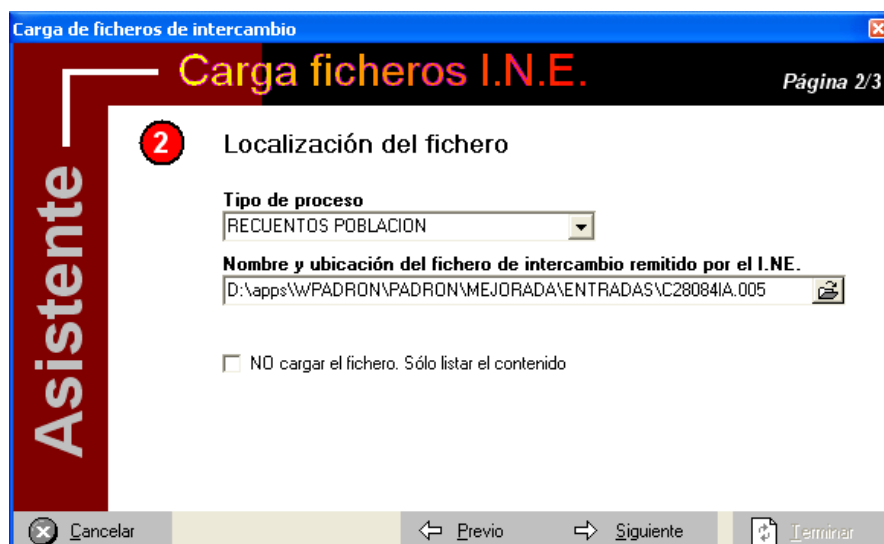 Carga de ficheros de intercambio
Carga ficheros I.N.E.
Página 2/3
Asistente
2
Localización del fichero
Tipo de proceso
RECUENTOS POBLACION
Nombre y ubicación del fichero de intercambio remitido por el I.NE.
D:\apps\WPADRON\PADRON\MEJORADA\ENTRADAS\C28084IA.005
NO cargar el fichero. Sólo listar el contenido
Cancelar
Previo
Siguiente
Terminar